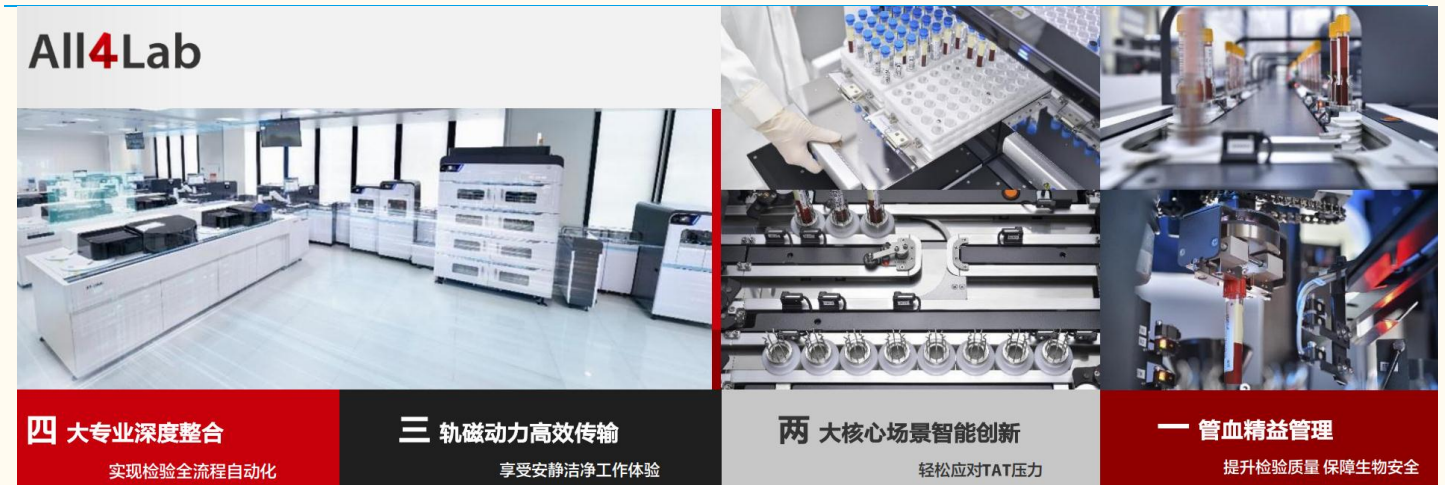 All4Lab
四 大专业深度整合
实现检验全流程自动化
三 轨磁动力高效传输
享受安静洁净工作体验
两 大核心场景智能创新
轻松应对TAT压力
一 管血精益管理
提升检验质量 保障生物安全